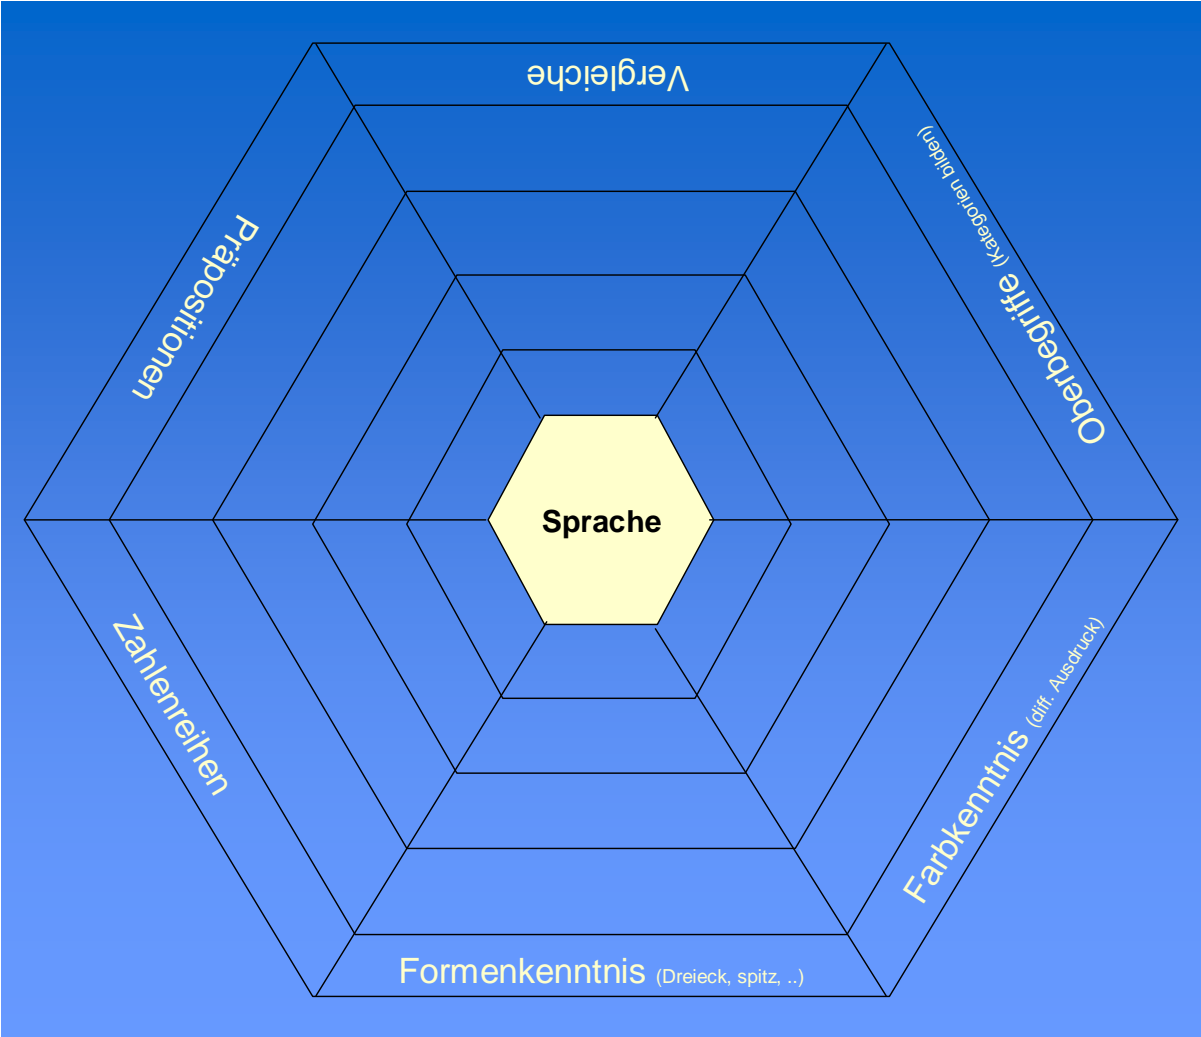 Vergleiche
Oberbegriffe (Kategorien bilden)
Präpositionen
Sprache
Zahlenreihen
Farbkenntnis (diff. Ausdruck)
Formenkenntnis (Dreieck, spitz, ..)